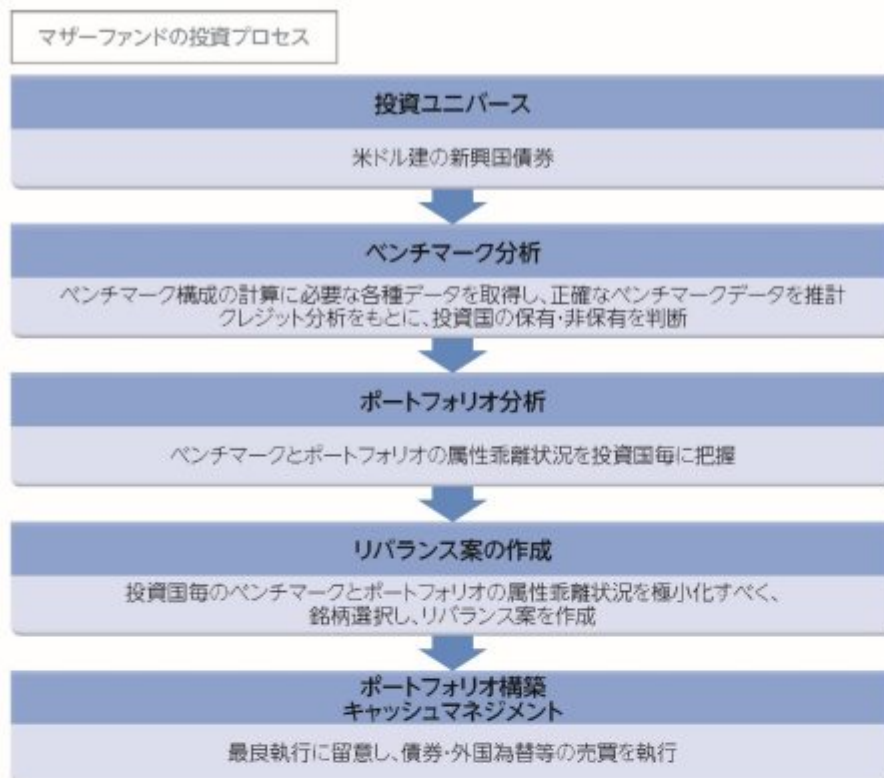 マザーファンドの投資プロセス
投資ユニバース
米ドル建の新興国債券
ベンチマーク分析
ベンチマーク構成の計算に必要な各種データを取得し、正確なベンチマークデータを推計
クレジット分析をもとに、投資国の保有・非保有を判断
ポートフォリオ分析
ベンチマークとポートフォリオの属性乖離状況を投資国毎に把握
リバランス案の作成
投資国毎のベンチマークとポートフォリオの属性乖離状況を極小化すべく、
銘柄選択し、リバランス案を作成
ポートフォリオ構築
キャッシュマネジメント
最良執行に留意し、債券・外国為替等の売買を執行